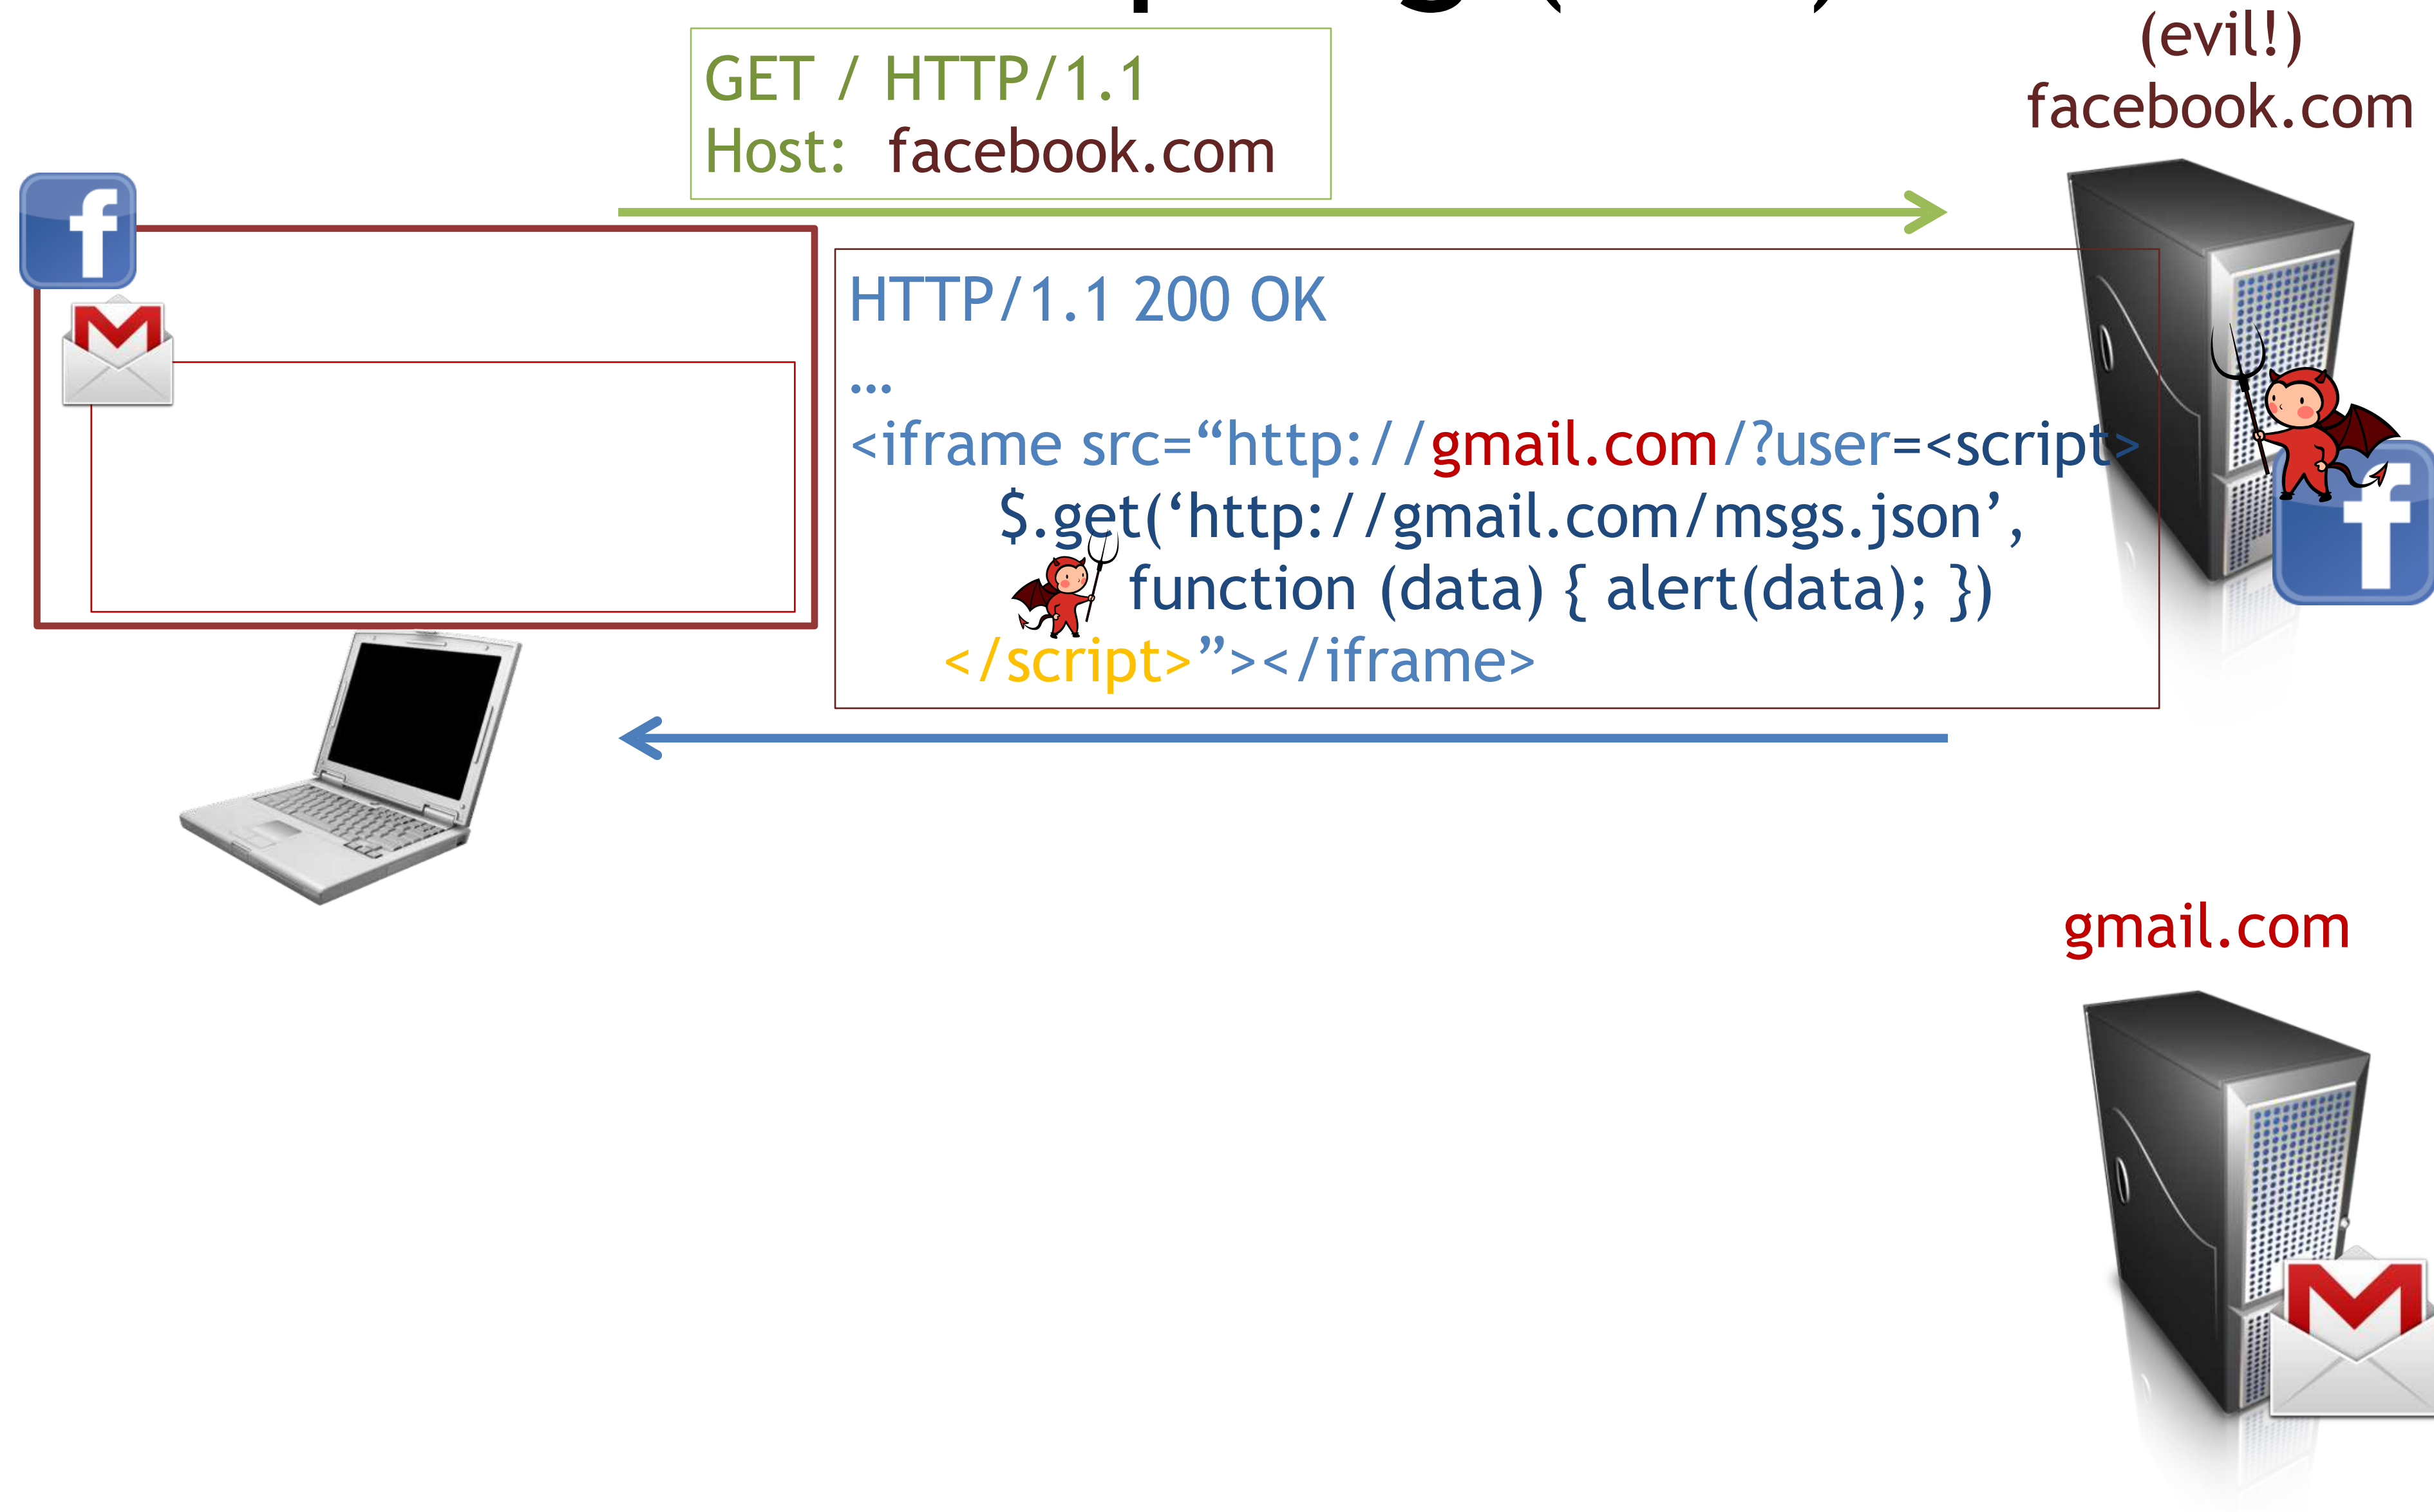 (evil!)
facebook.com
GET / HTTP/1.1
Host: facebook.com
HTTP/1.1 200 OK
…
<iframe src=“http://gmail.com/?user=<script>
$.get(‘http://gmail.com/msgs.json’,
function (data) { alert(data); })
</script>”></iframe>
gmail.com